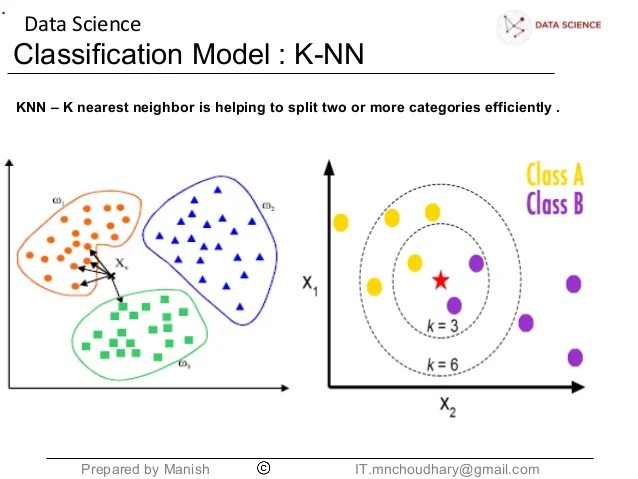 Data Science
DATA SCIENCE
Classification Model : K-NN
KNN – K nearest neighbor is helping to split two or more categories efficiently .
ω1
ω2
Xu
ω3
Class A
Class B
X1
k = 3
k = 6
X2
Prepared by Manish © IT.mnchoudhary@gmail.com